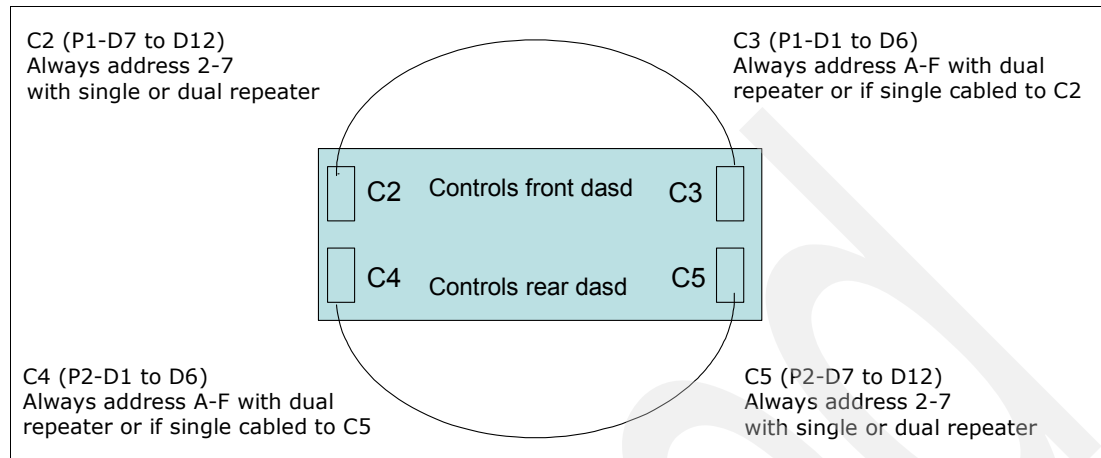 C2 (P1-D7 to D12)
Always address 2-7
with single or dual repeater
C3 (P1-D1 to D6)
Always address A-F with dual
repeater or if single cabled to C2
C2 Controls front dasd C3
C4 Controls rear dasd C5
C4 (P2-D1 to D6)
Always address A-F with dual
repeater or if single cabled to C5
C5 (P2-D7 to D12)
Always address 2-7
with single or dual repeater